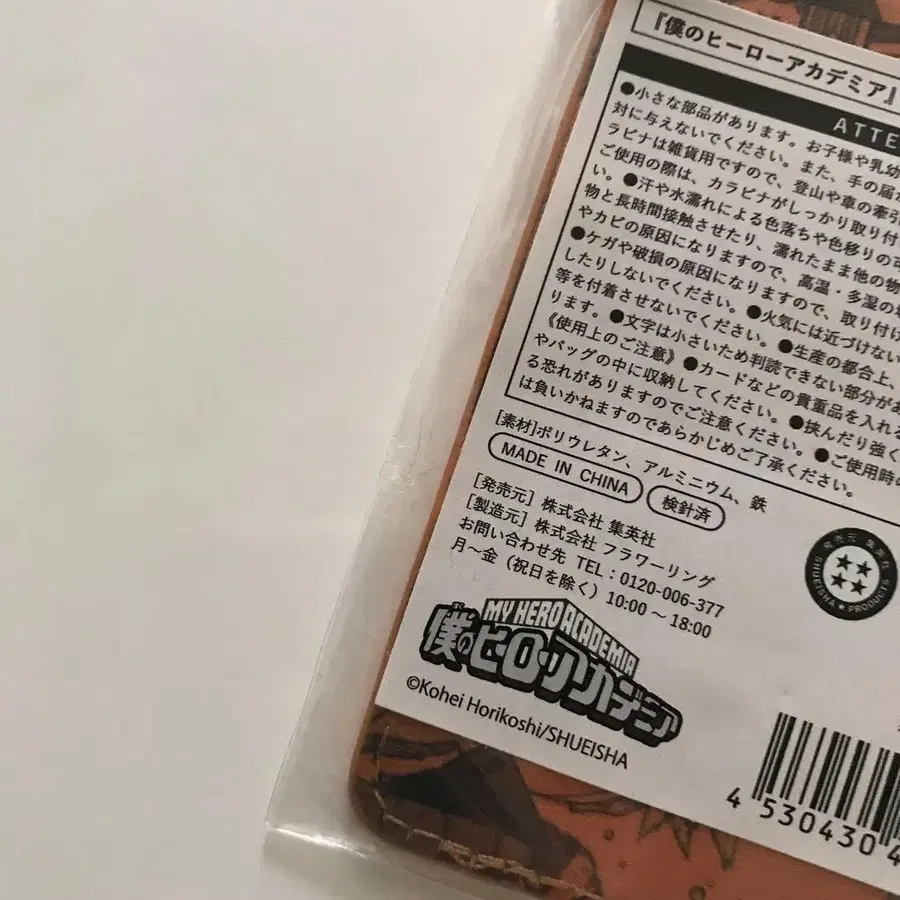 『僕のヒーローアカデミア』
ATTE
●小さな部品があります。お子様や乳幼
対に与えないでください。また、手の届か
ラビナは雑貨用ですので、登山や車の牽引
ご使用の際は、カラビナがしっかり取り付
い。●汗や水濡れによる色落ちや色移りの可
物と長時間接触させたり、濡れたまま他の物
やカビの原因になりますので、高温・多湿の場
●ケガや破損の原因になりますので、取り付け
したりしないでください。●火気には近づけない
等を付着させないでください。●生産の都合上、
ります。●文字は小さいため判読できない部分があ
《使用上のご注意》●カードなどの貴重品を入れ
やバッグの中に収納してください。●挟んだり強く
る恐れがありますのでご注意ください。●ご使用時の
は負いかねますのであらかじめご了承ください。
[素材]ポリウレタン、アルミニウム、鉄
MADE IN CHINA 検針済
[発売元] 株式会社 集英社
[製造元] 株式会社 フラワーリング
お問い合わせ先 TEL:0120-006-377
月〜金（祝日を除く）10:00 〜 18:00
発売元 集英社
SHUEISHA★PRODUCTS
MY HERO ACADEMIA
僕のヒーローアカデミア
©Kohei Horikoshi/SHUEISHA
4 530430 4